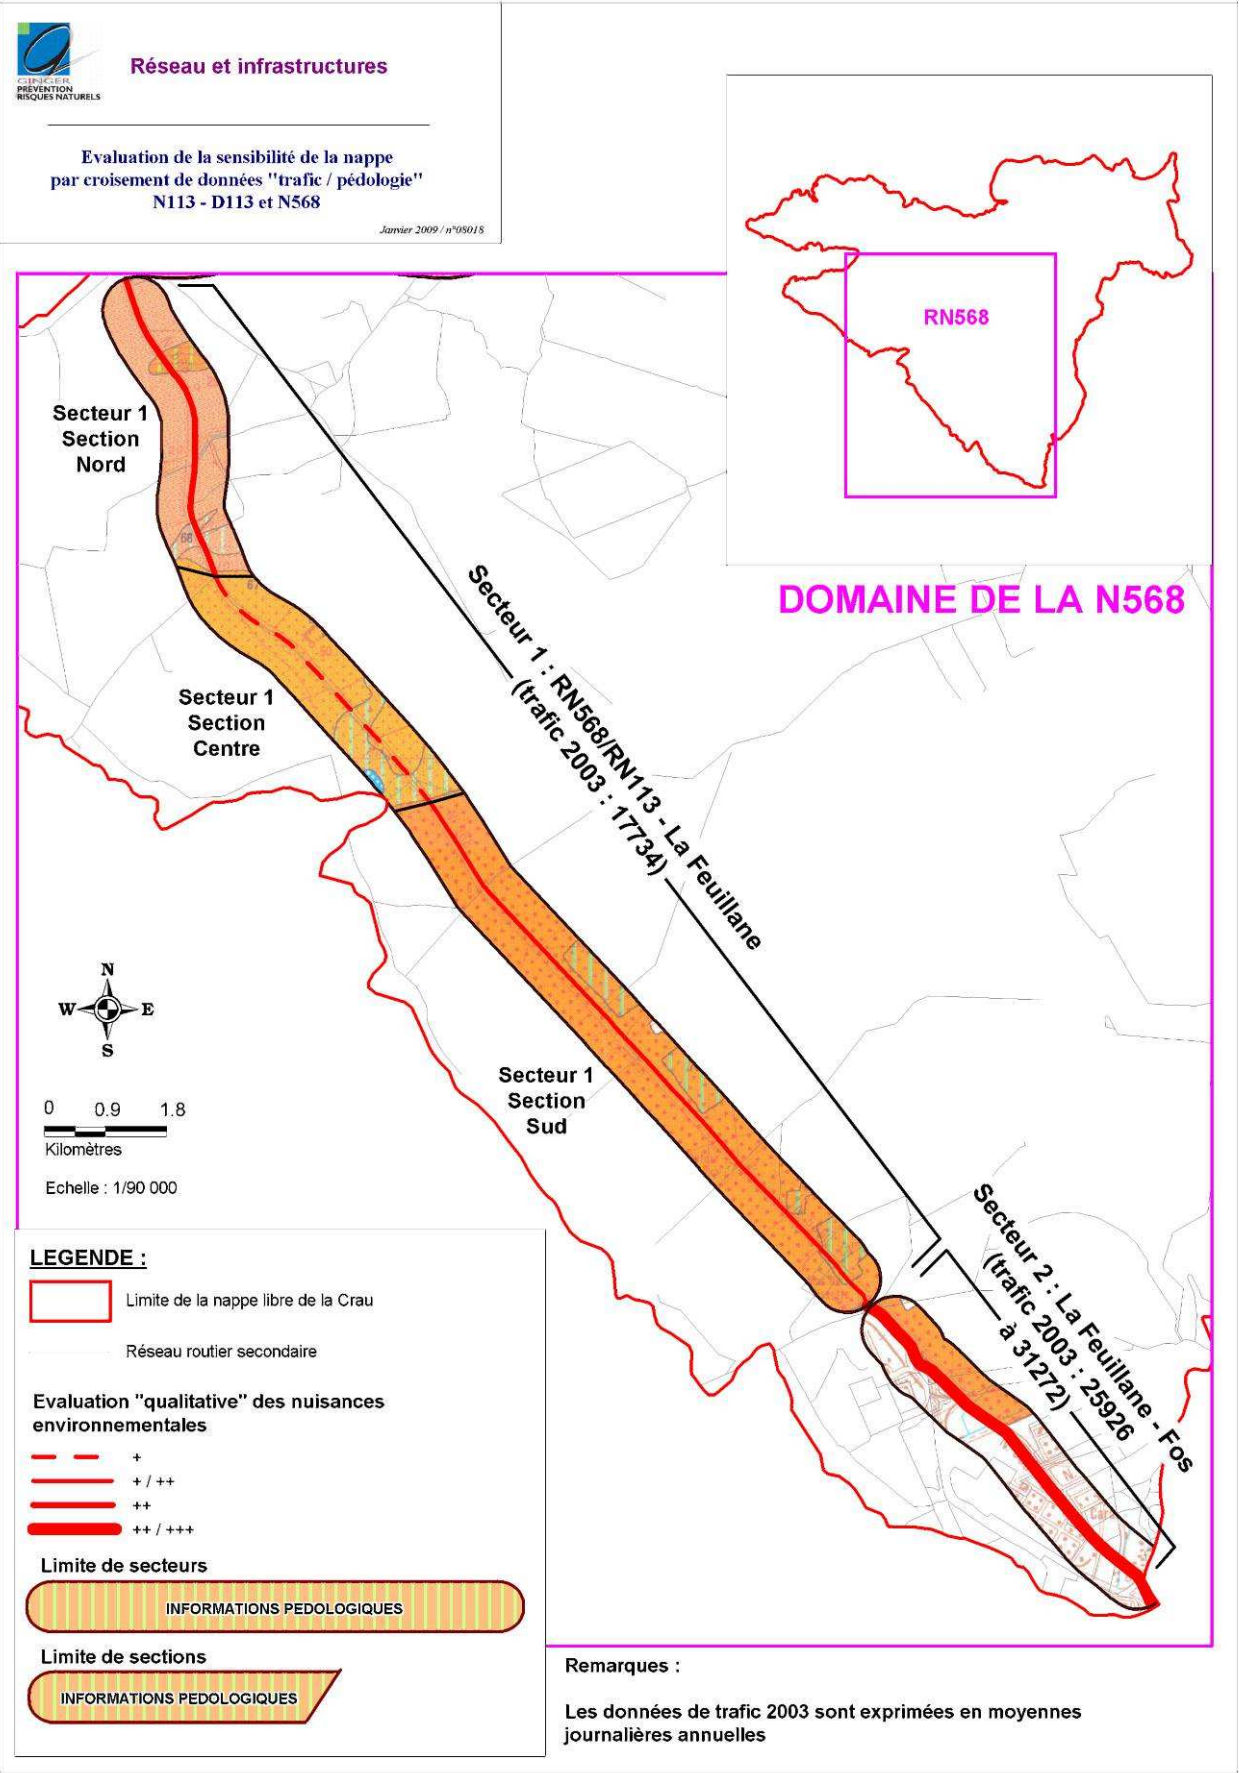 GINGER
PREVENTION
RISQUES NATURELS
Réseau et infrastructures
Evaluation de la sensibilité de la nappe
par croisement de données "trafic / pédologie"
N113 - D113 et N568
Janvier 2009 / n°08018
RN568
DOMAINE DE LA N568
Secteur 1
Section
Nord
68
67
Secteur 1
Section
Centre
Secteur 1 : RN568/RN113 - La Feuillane
(trafic 2003 : 17734)
N
W E
S
0 0.9 1.8
Kilomètres
Echelle : 1/90 000
Secteur 1
Section
Sud
Secteur 2 : La Feuillane - Fos
(trafic 2003 : 25926
à 31272)
LEGENDE :
Limite de la nappe libre de la Crau
Réseau routier secondaire
Evaluation "qualitative" des nuisances
environnementales
+
+ / ++
++
++ / +++
Limite de secteurs
INFORMATIONS PEDOLOGIQUES
Limite de sections
INFORMATIONS PEDOLOGIQUES
Remarques :
Les données de trafic 2003 sont exprimées en moyennes
journalières annuelles